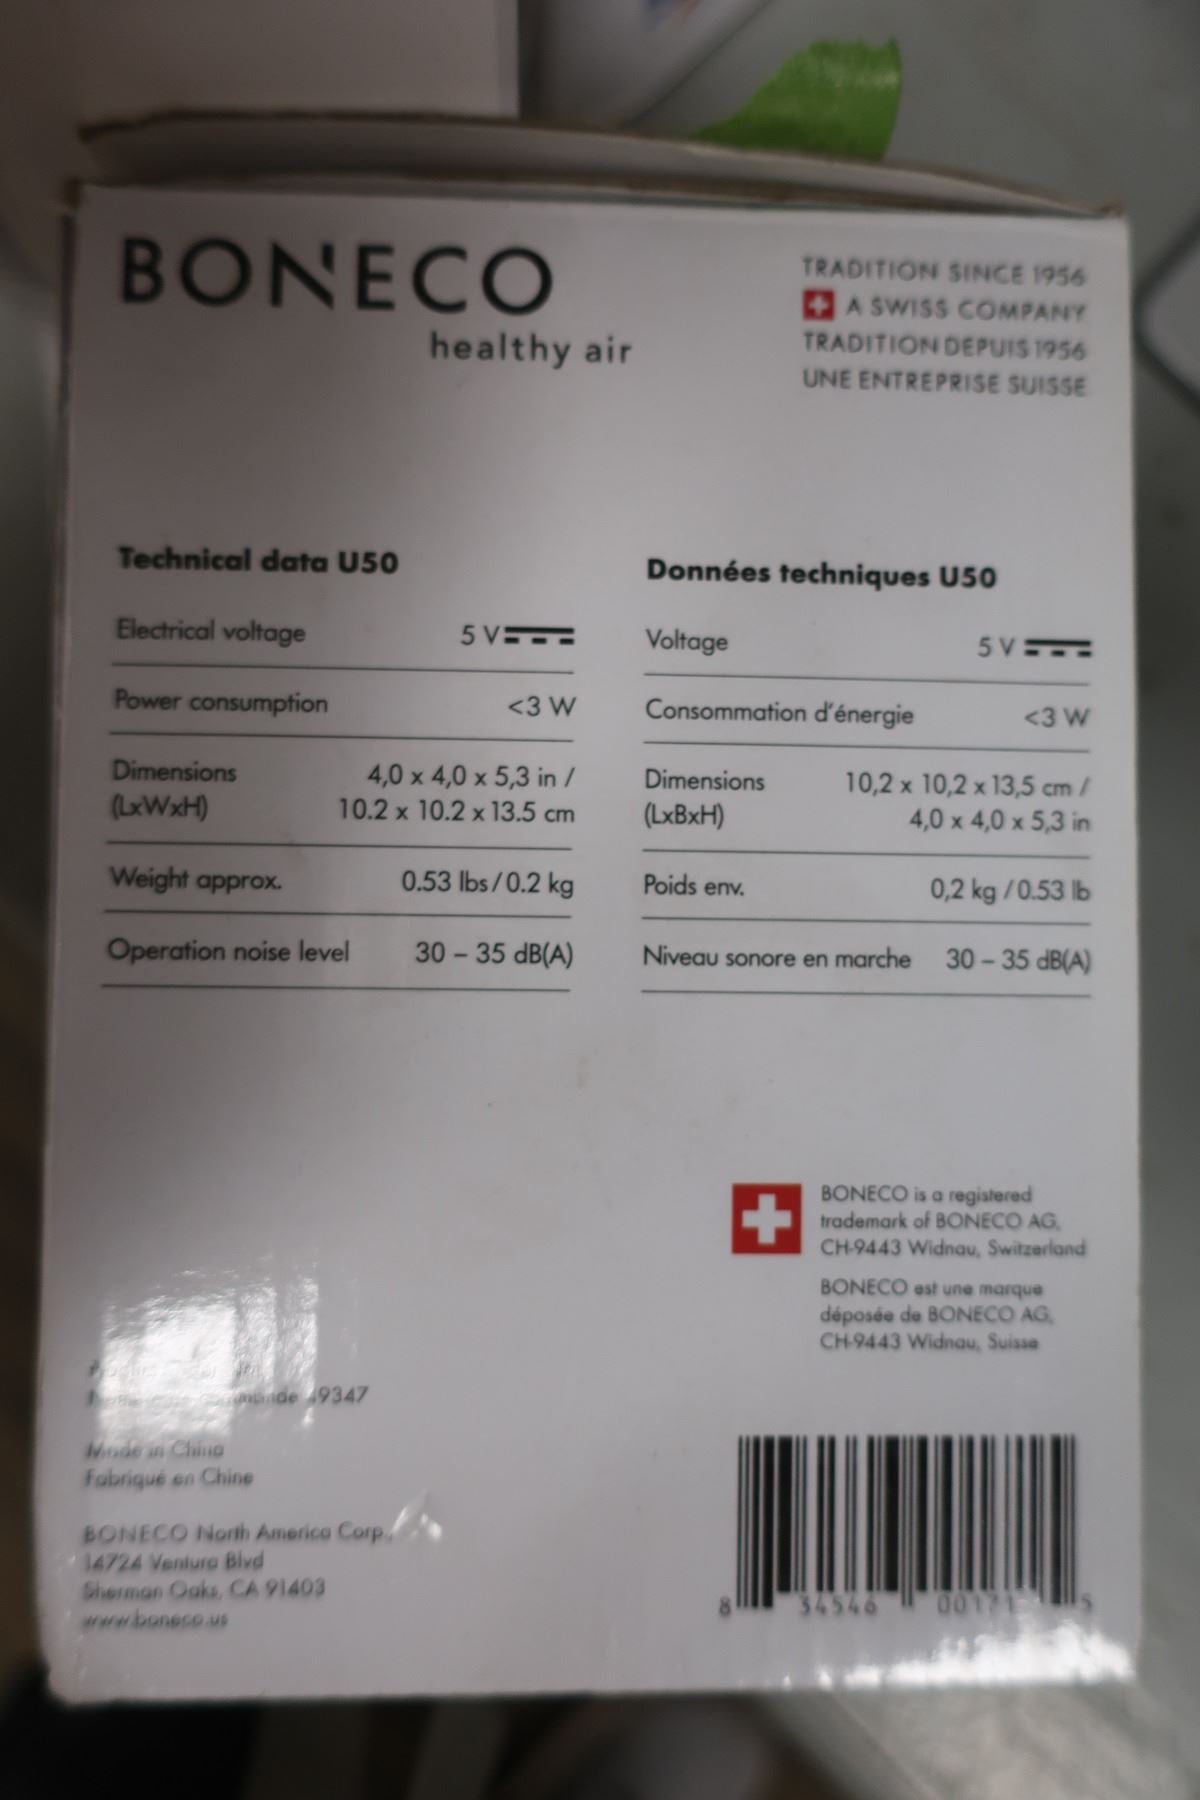 BONECO
healthy air
TRADITION SINCE 1956
A SWISS COMPANY
TRADITION DEPUIS 1956
UNE ENTREPRISE SUISSE
Technical data U50
Electrical voltage 5 V
Power consumption <3 W
Dimensions 4,0 x 4,0 x 5,3 in /
(LxWxH) 10.2 x 10.2 x 13.5 cm
Weight approx. 0.53 lbs / 0.2 kg
Operation noise level 30 – 35 dB(A)
Données techniques U50
Voltage 5 V
Consommation d'énergie <3 W
Dimensions 10,2 x 10,2 x 13,5 cm /
(LxBxH) 4,0 x 4,0 x 5,3 in
Poids env. 0,2 kg / 0.53 lb
Niveau sonore en marche 30 – 35 dB(A)
BONECO is a registered
trademark of BONECO AG,
CH-9443 Widnau, Switzerland
BONECO est une marque
déposée de BONECO AG,
CH-9443 Widnau, Suisse
Made in China
Fabriqué en Chine
BONECO North America Corp.
14724 Ventura Blvd
Sherman Oaks, CA 91403
www.boneco.us
8 34546 00171 5